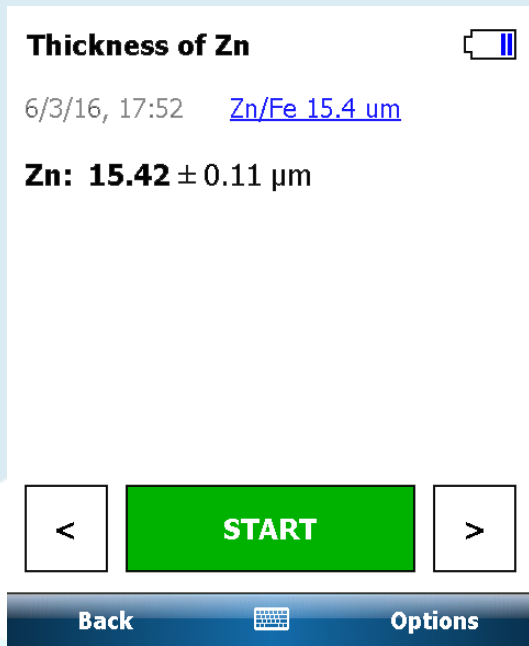 Thickness of Zn
6/3/16, 17:52 Zn/Fe 15.4 um
Zn: 15.42 ± 0.11 µm
< START >
Back Options